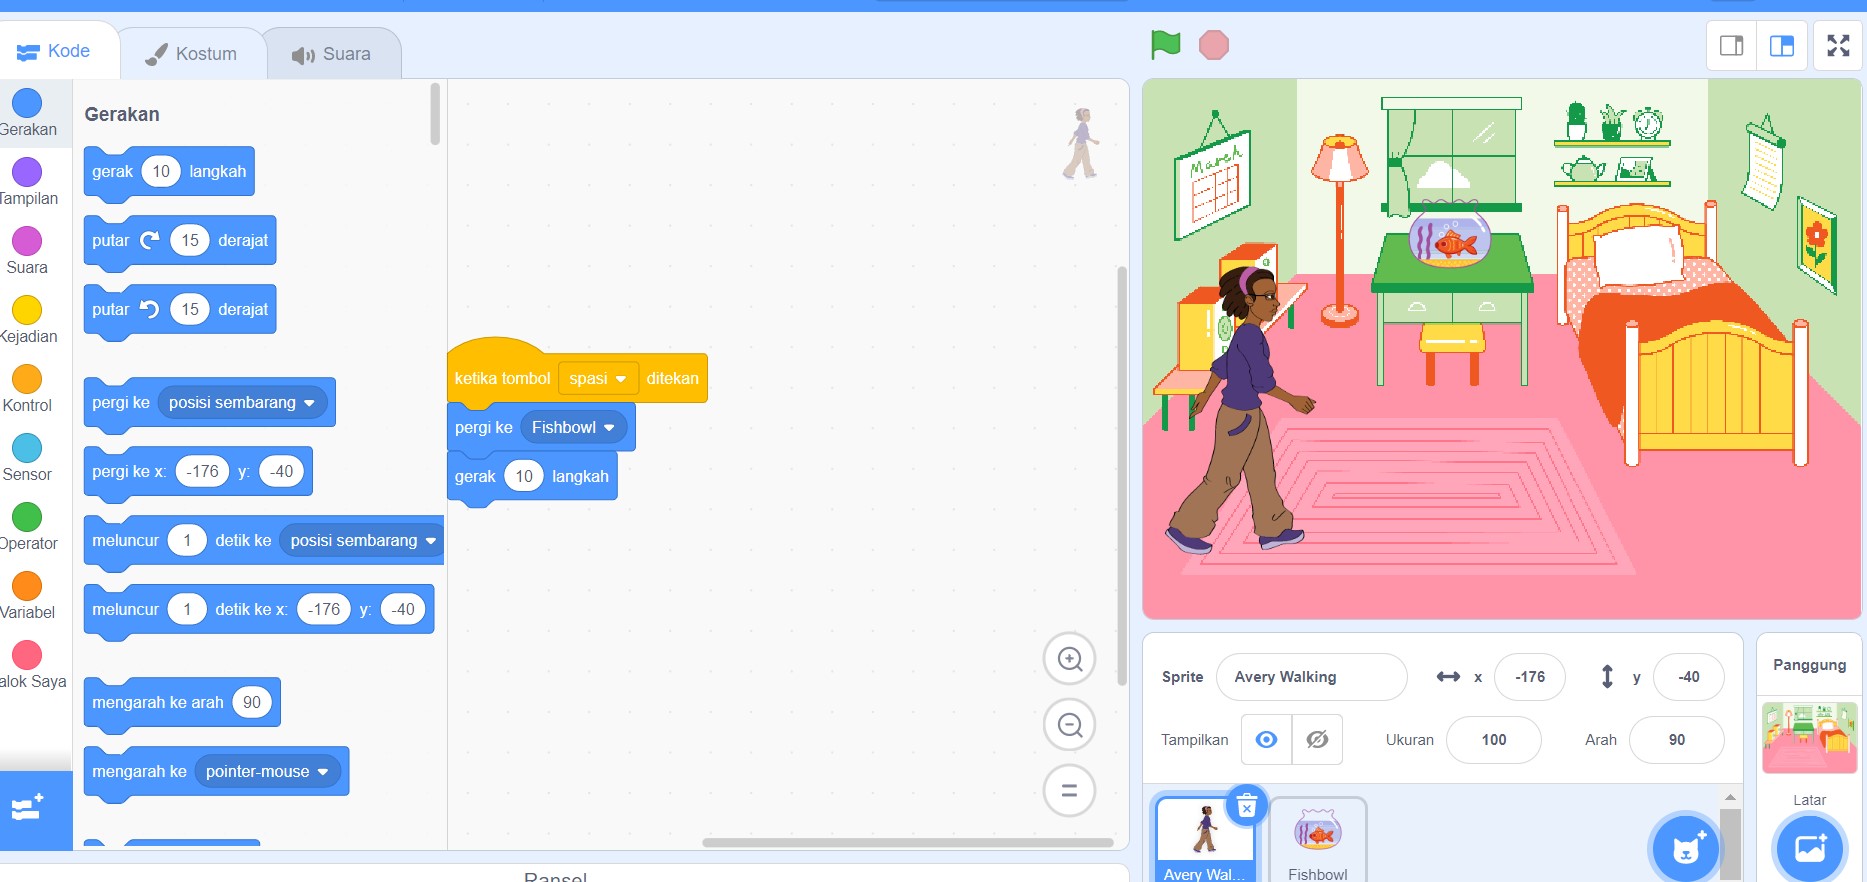 Kode
Kostum
Suara
Gerakan
Tampilan
Suara
Kejadian
Kontrol
Sensor
Operator
Variabel
alok Saya
Gerakan
gerak 10 langkah
putar 15 derajat
putar 15 derajat
pergi ke posisi sembarang
pergi ke x: -176 y: -40
meluncur 1 detik ke posisi sembarang
meluncur 1 detik ke x: -176 y: -40
mengarah ke arah 90
mengarah ke pointer-mouse
ketika tombol spasi ditekan
pergi ke Fishbowl
gerak 10 langkah
Ransel
March
Sprite Avery Walking x -176 y -40
Tampilkan Ukuran 100 Arah 90
Avery Wal...
Fishbowl
Panggung
Latar